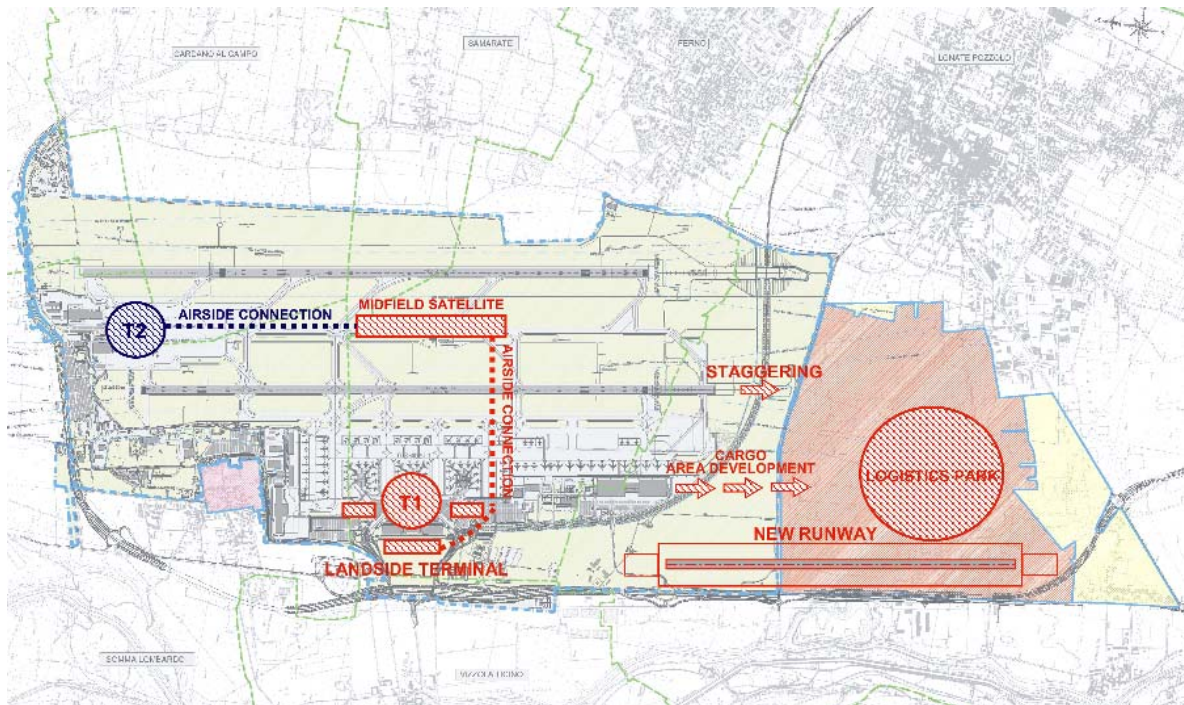 CARDANO AL CAMPO
SAMARATE
FERNO
LONATE POZZOLO
MIDFIELD SATELLITE
T2
AIRSIDE CONNECTION
AIRSIDE CONNECTION
STAGGERING
CARGO
AREA DEVELOPMENT
LOGISTICS PARK
T1
NEW RUNWAY
LANDSIDE TERMINAL
SOMMA LOMBARDO
VIZZOLA TICINO